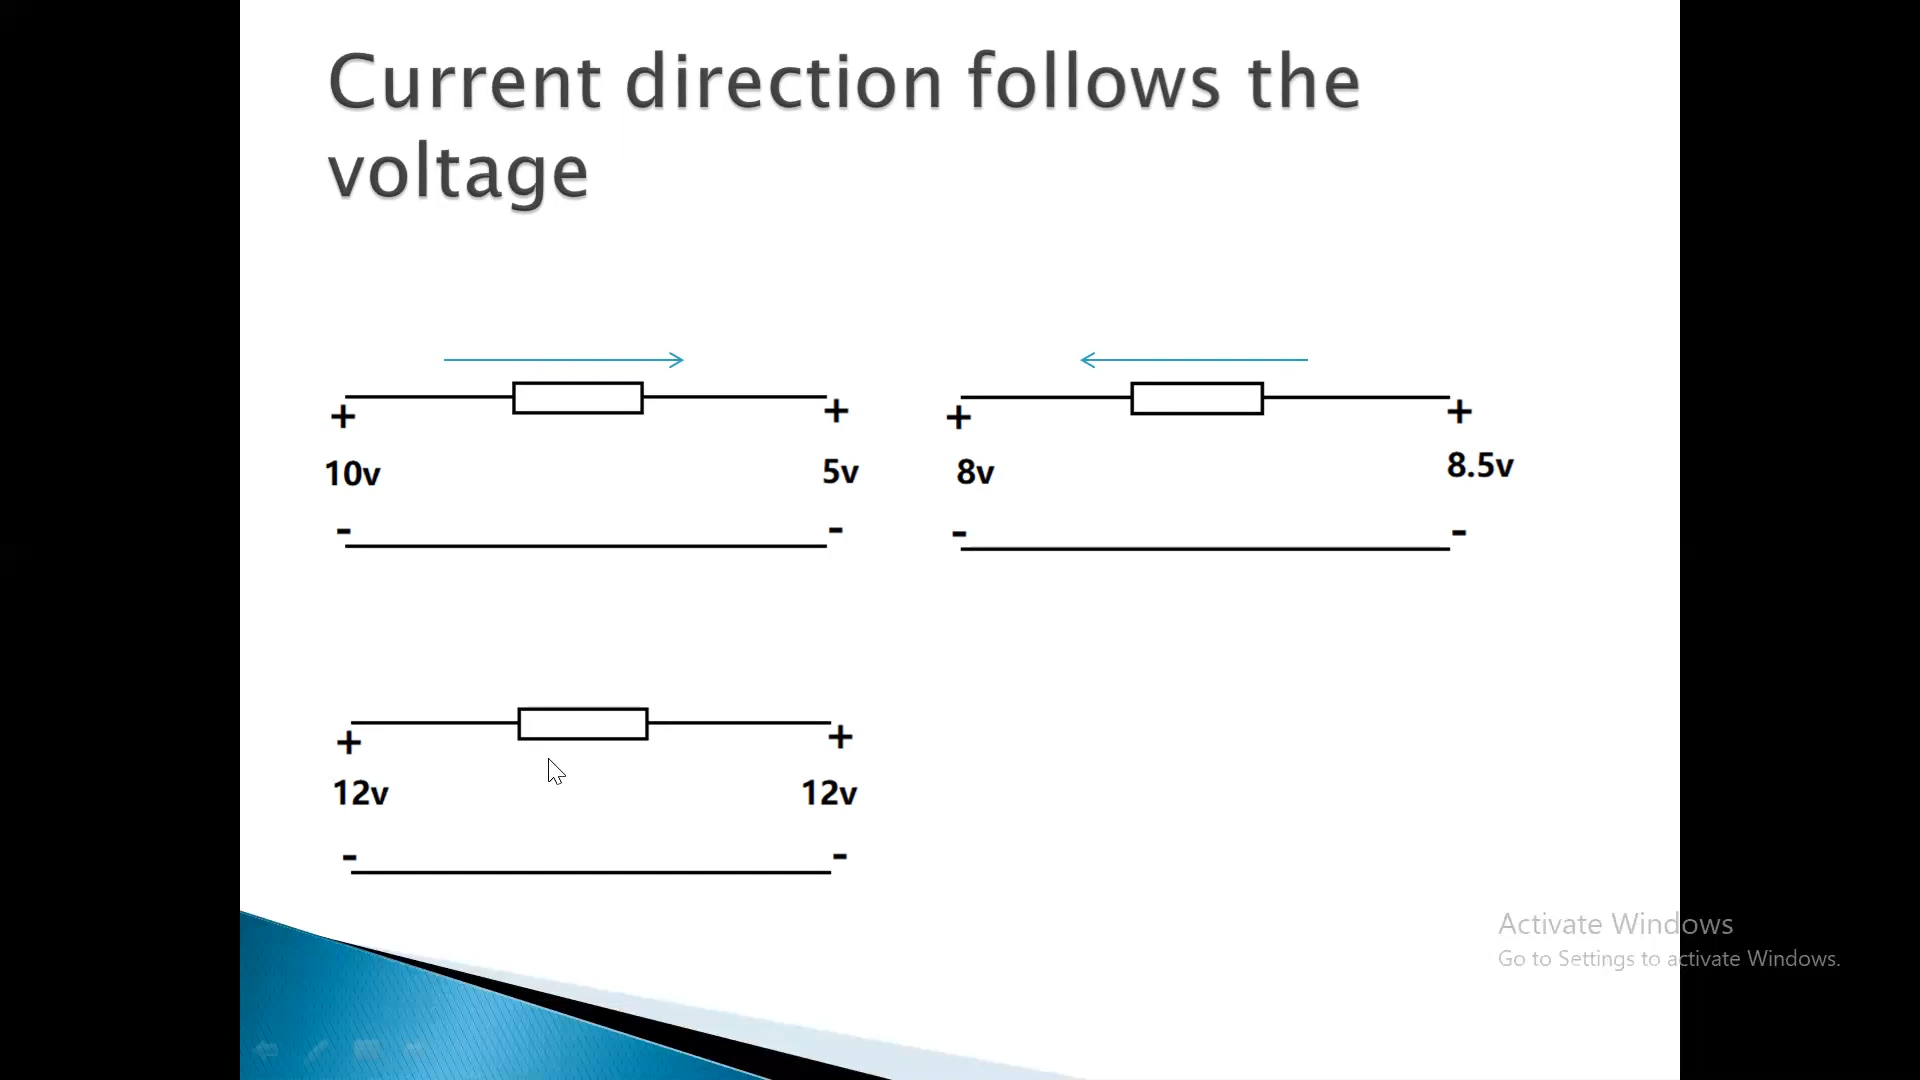 Current direction follows the
voltage
+ +
10v 5v
- -
+ +
8v 8.5v
- -
+ +
12v 12v
- -
Activate Windows
Go to Settings to activate Windows.